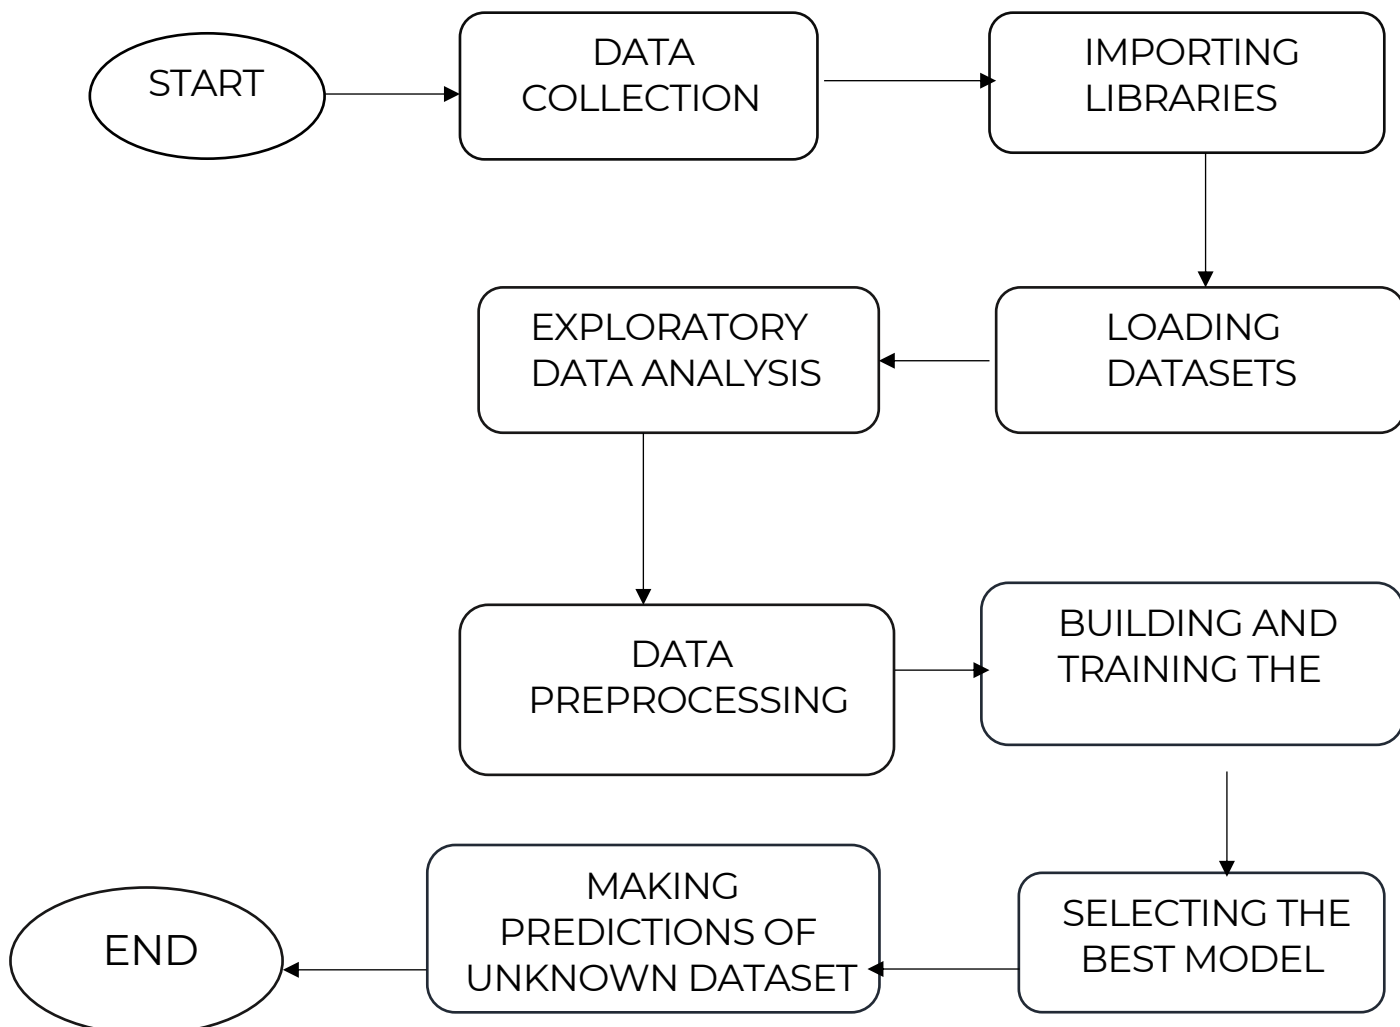 START
DATA
COLLECTION
IMPORTING
LIBRARIES
LOADING
DATASETS
EXPLORATORY
DATA ANALYSIS
DATA
PREPROCESSING
BUILDING AND
TRAINING THE
SELECTING THE
BEST MODEL
MAKING
PREDICTIONS OF
UNKNOWN DATASET
END